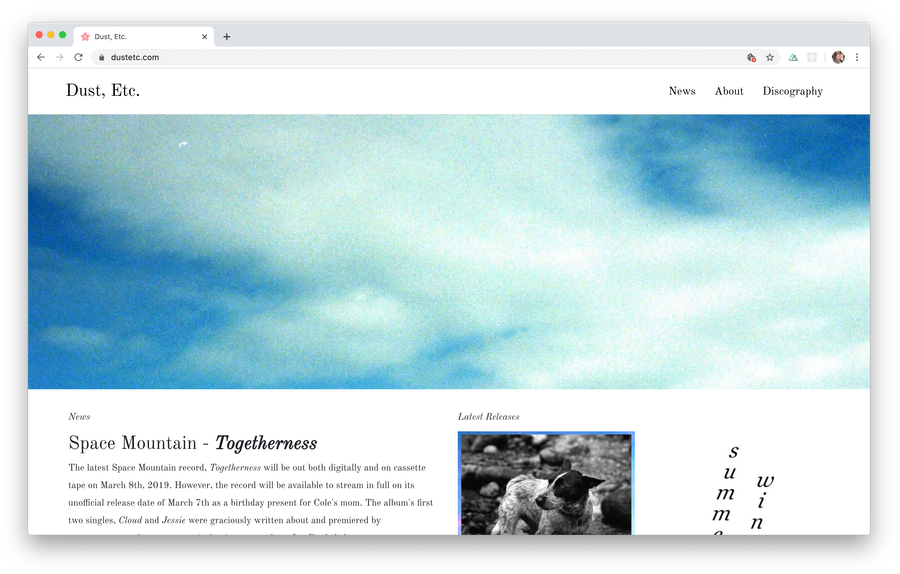 Dust, Etc.
dustetc.com
Dust, Etc.
News
About
Discography
News
Space Mountain - Togetherness
The latest Space Mountain record, Togetherness will be out both digitally and on cassette
tape on March 8th, 2019. However, the record will be available to stream in full on its
unofficial release date of March 7th as a birthday present for Cole's mom. The album's first
two singles, Cloud and Jessie were graciously written about and premiered by
Latest Releases
summe
win